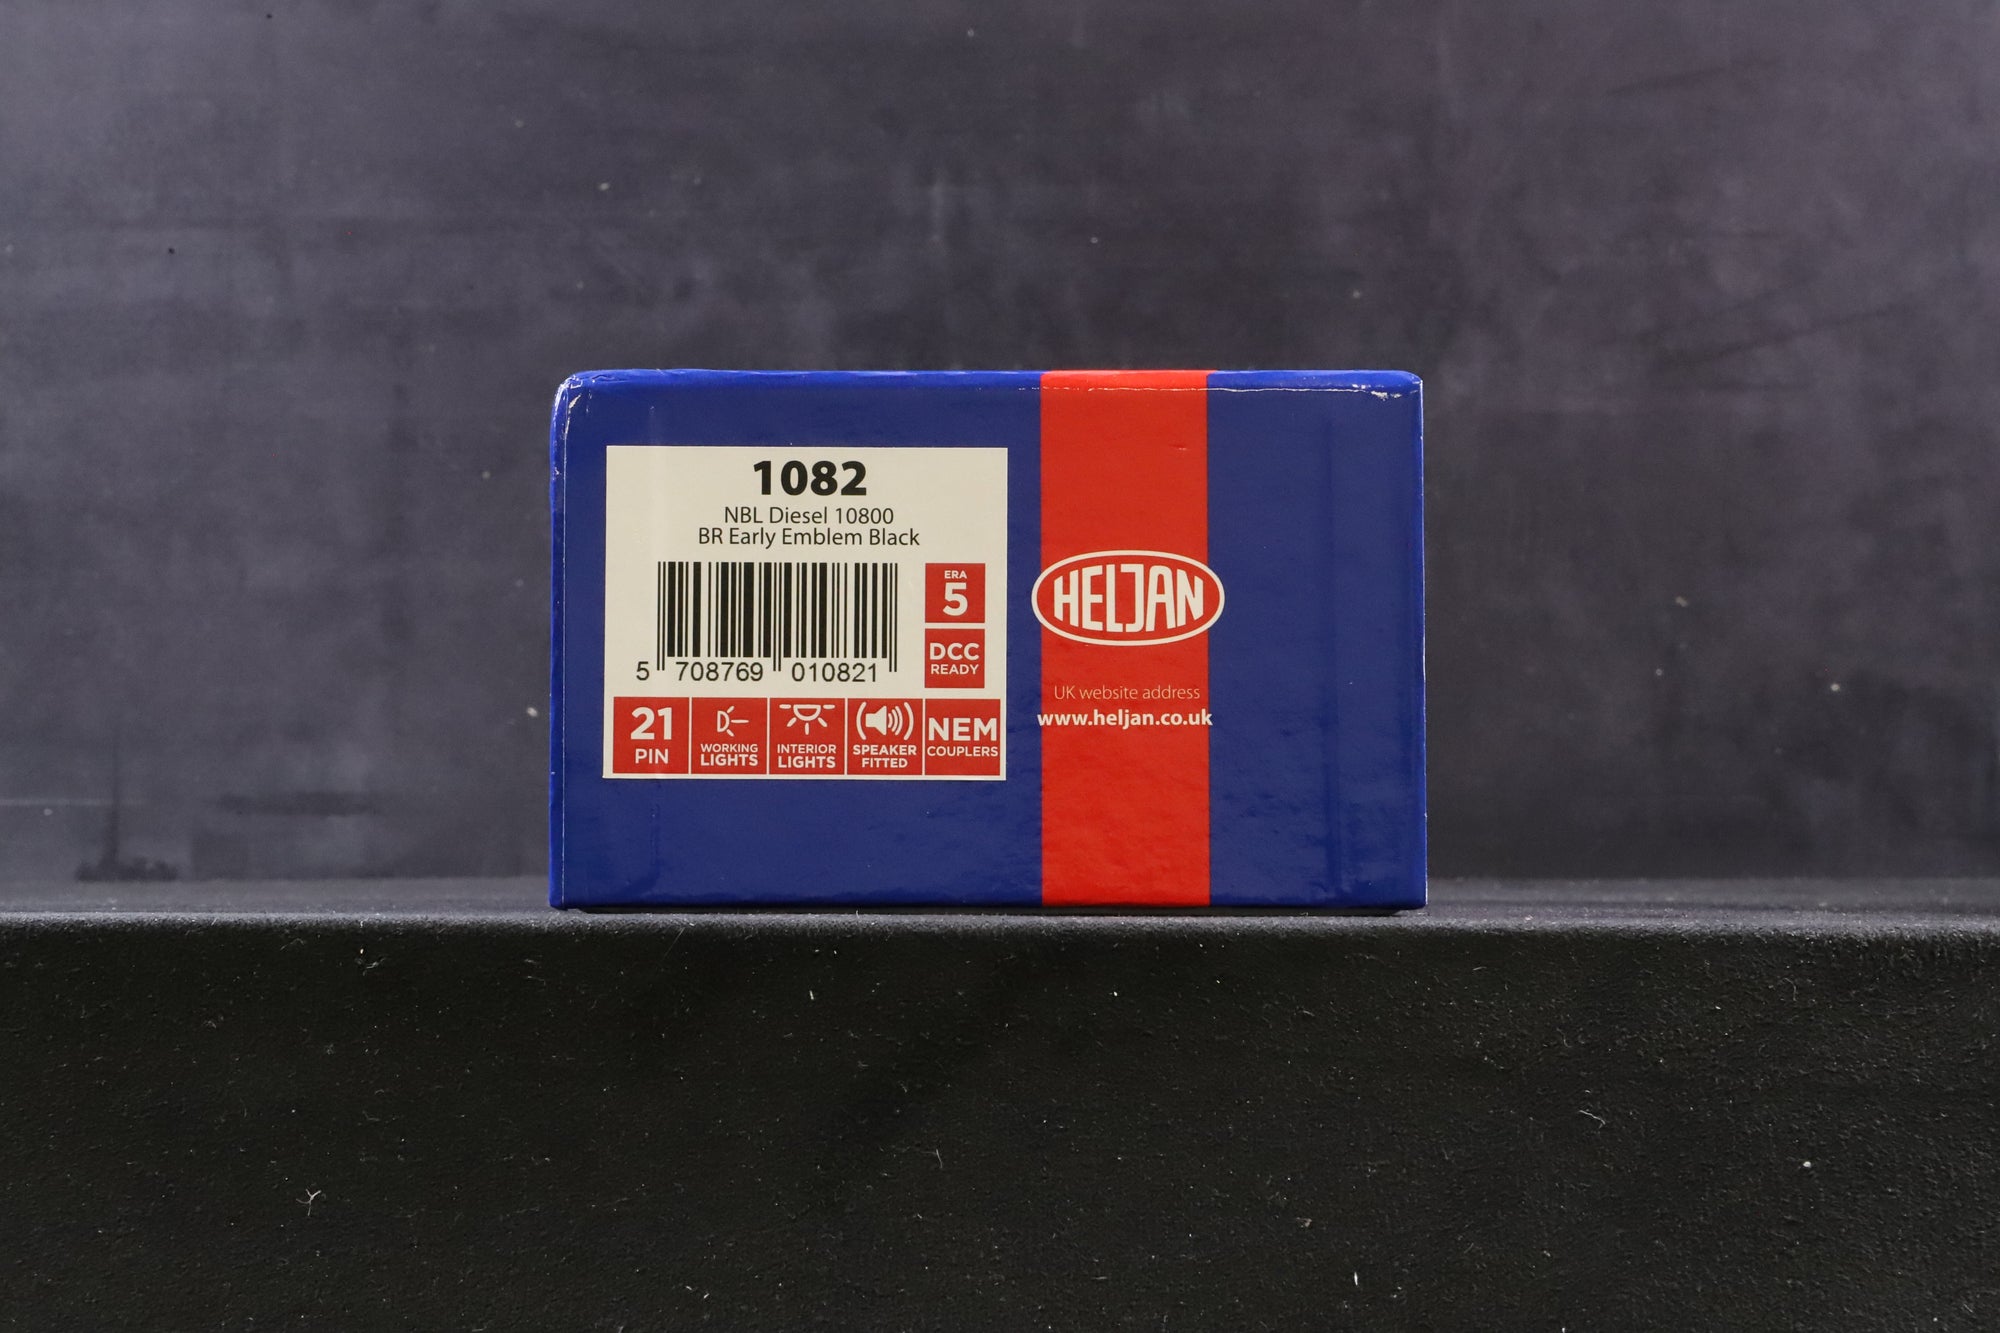 1082
NBL Diesel 10800
BR Early Emblem Black
5 708769 010821
ERA
5
DCC
READY
21
PIN
WORKING
LIGHTS
INTERIOR
LIGHTS
SPEAKER
FITTED
NEM
COUPLERS
HELJAN
UK website address
www.heljan.co.uk